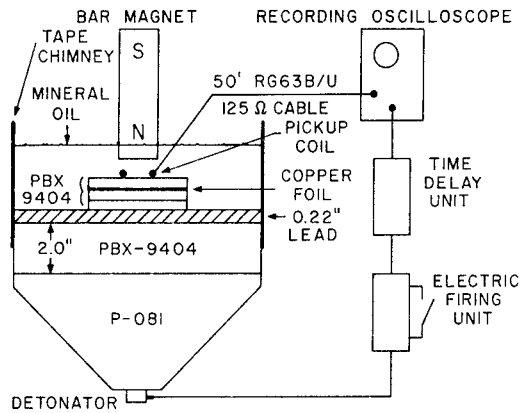 BAR MAGNET
RECORDING OSCILLOSCOPE
TAPE
CHIMNEY
S
MINERAL
OIL
50' RG63B/U
125 Ω CABLE
N
PICKUP
COIL
PBX
9404
COPPER
FOIL
TIME
DELAY
UNIT
0.22"
LEAD
2.0"
PBX-9404
P-081
ELECTRIC
FIRING
UNIT
DETONATOR